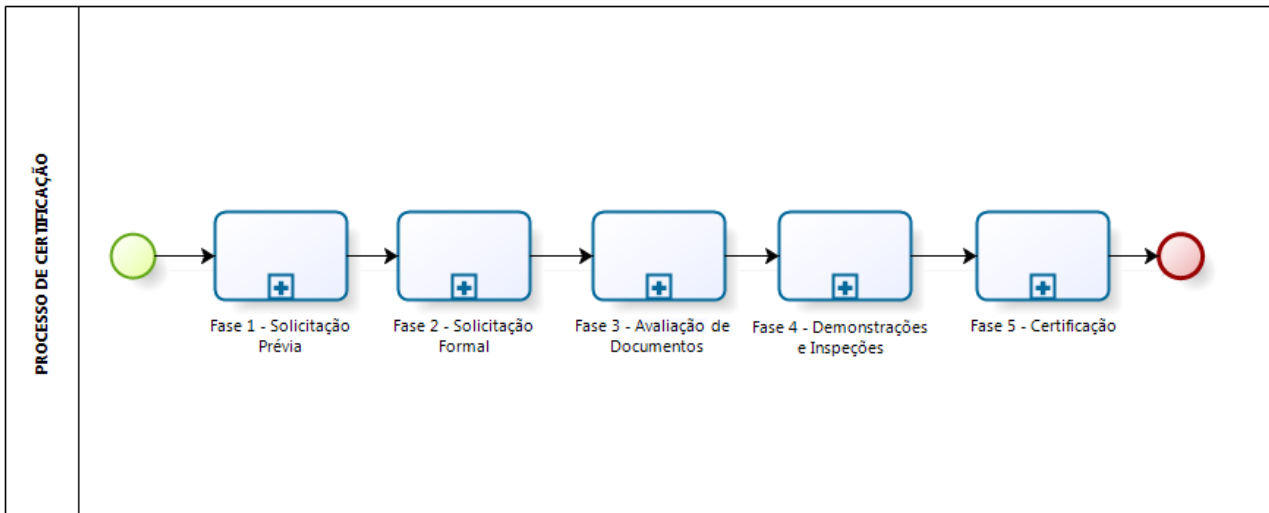 PROCESSO DE CERTIFICAÇÃO
Fase 1 - Solicitação
Prévia
Fase 2 - Solicitação
Formal
Fase 3 - Avaliação de
Documentos
Fase 4 - Demonstrações
e Inspeções
Fase 5 - Certificação